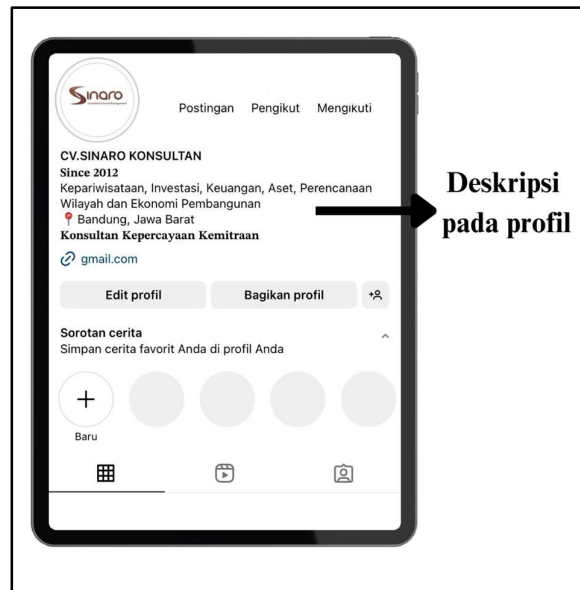 Sinaro
Postingan Pengikut Mengikuti
CV.SINARO KONSULTAN
Since 2012
Kepariwisataan, Investasi, Keuangan, Aset, Perencanaan
Wilayah dan Ekonomi Pembangunan
📍 Bandung, Jawa Barat
Konsultan Kepercayaan Kemitraan
gmail.com
Edit profil Bagikan profil
Sorotan cerita
Simpan cerita favorit Anda di profil Anda
Baru
Deskripsi
pada profil